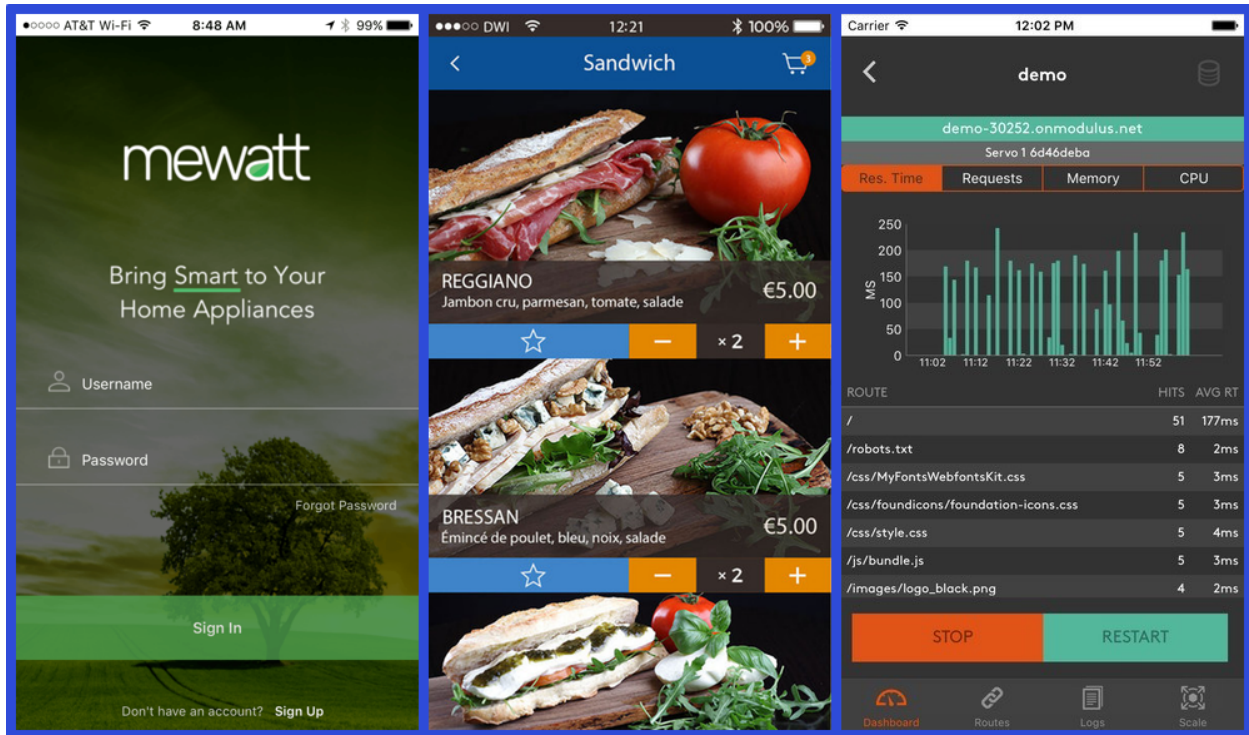 AT&T Wi-Fi 8:48 AM 99%
mewatt
Bring Smart to Your
Home Appliances
Username
Password
Forgot Password
Sign In
Don't have an account? Sign Up
DWI 12:21 100%
Sandwich 3
REGGIANO
Jambon cru, parmesan, tomate, salade
€5.00
× 2
BRESSAN
Émincé de poulet, bleu, noix, salade
€5.00
× 2
Carrier 12:02 PM
demo
demo-30252.onmodulus.net
Servo 1 6d46deba
Res. Time Requests Memory CPU
250
200
150
100
50
0
MS
11:02 11:12 11:22 11:32 11:42 11:52
ROUTE HITS AVG RT
/ 51 177ms
/robots.txt 8 2ms
/css/MyFontsWebfontsKit.css 5 3ms
/css/foundicons/foundation-icons.css 5 3ms
/css/style.css 5 4ms
/js/bundle.js 5 3ms
/images/logo_black.png 4 2ms
STOP RESTART
Dashboard Routes Logs Scale